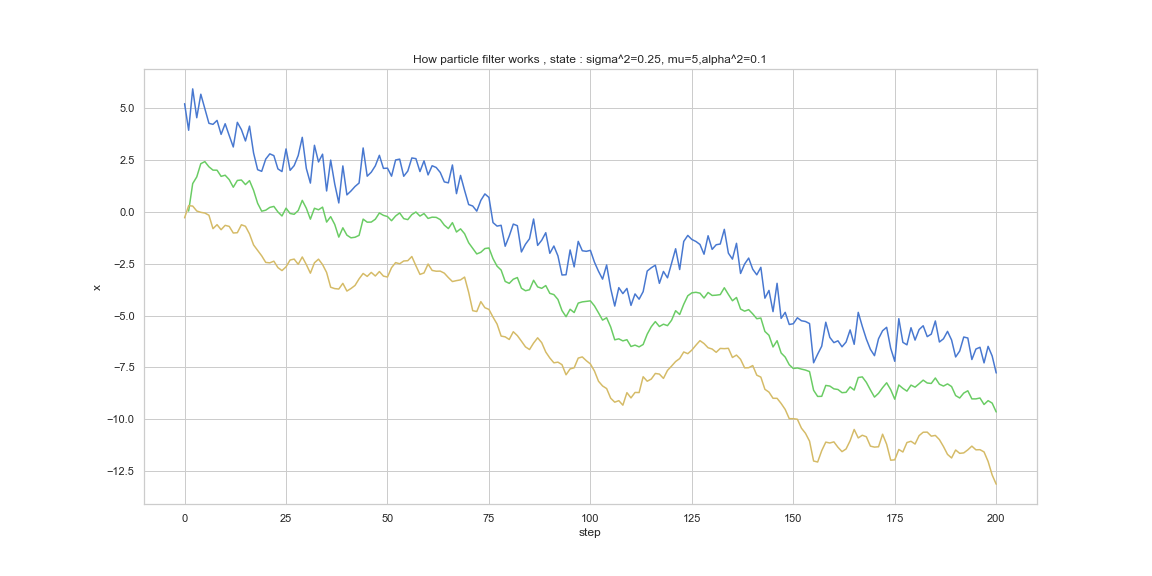 How particle filter works , state : sigma^2=0.25, mu=5,alpha^2=0.1
5.0
2.5
0.0
−2.5
−5.0
−7.5
−10.0
−12.5
x
0 25 50 75 100 125 150 175 200
step